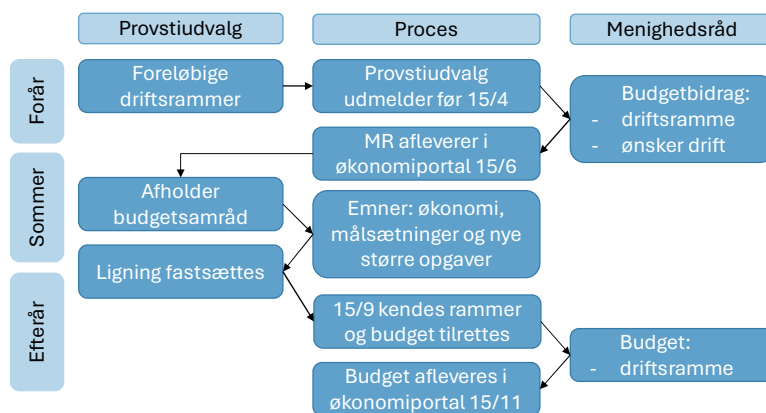 Provstiudvalg
Proces
Menighedsråd
Forår
Foreløbige
driftsrammer
Provstiudvalg
udmelder før 15/4
Budgetbidrag:
- driftsramme
- ønsker drift
MR afleverer i
økonomiportal 15/6
Sommer
Afholder
budgetsamråd
Emner: økonomi,
målsætninger og nye
større opgaver
Ligning fastsættes
Efterår
15/9 kendes rammer
og budget tilrettes
Budget:
- driftsramme
Budget afleveres i
økonomiportal 15/11